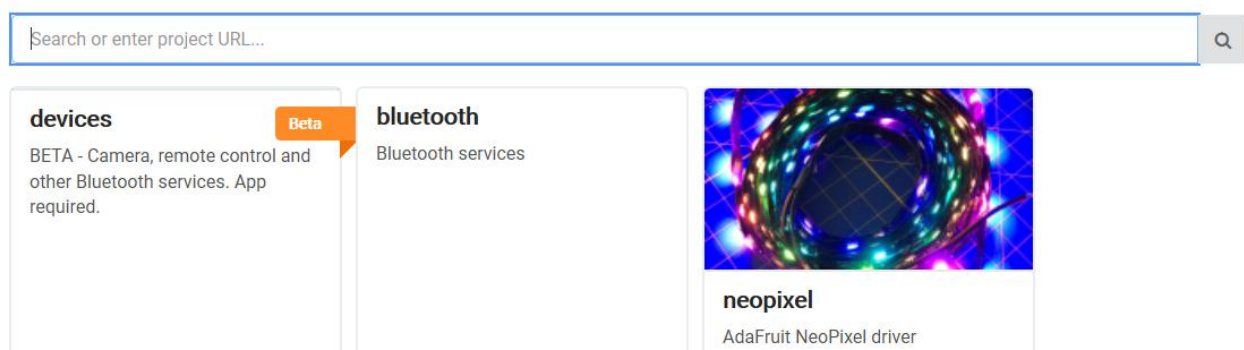 Search or enter project URL...
devices
Beta
BETA - Camera, remote control and
other Bluetooth services. App
required.
bluetooth
Bluetooth services
neopixel
AdaFruit NeoPixel driver